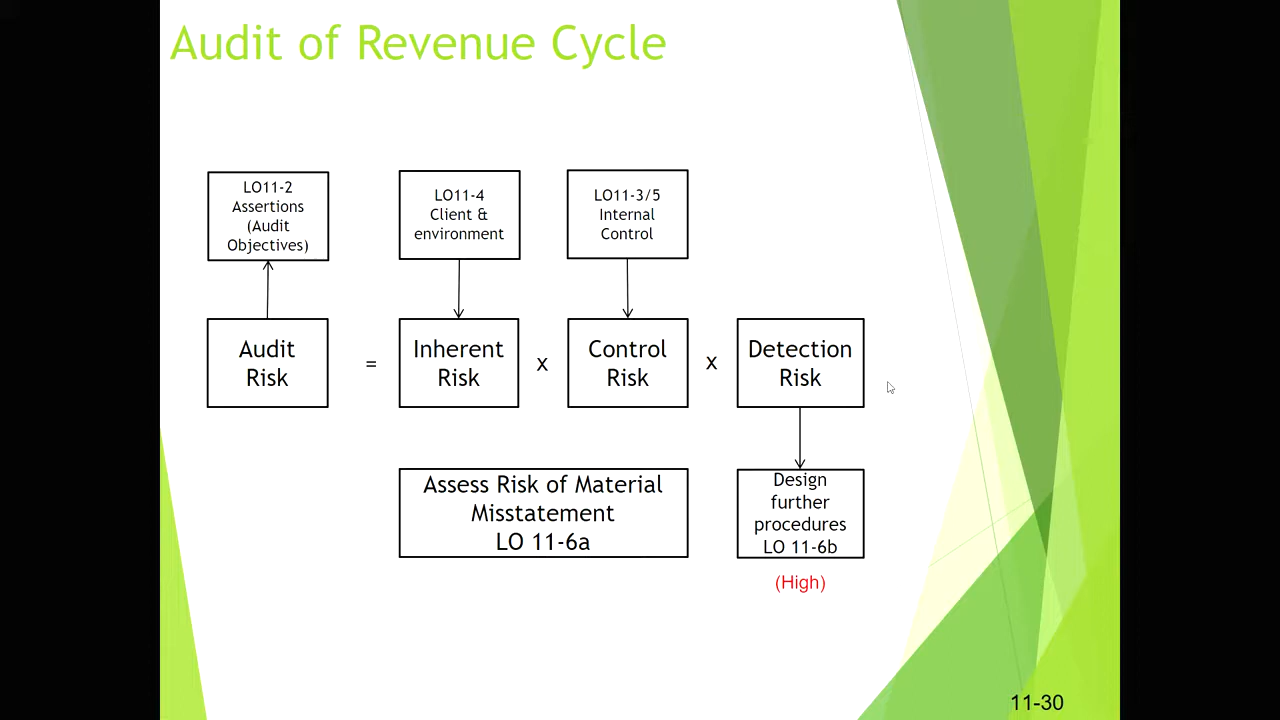 Audit of Revenue Cycle
LO11-2
Assertions
(Audit
Objectives)
LO11-4
Client &
environment
LO11-3/5
Internal
Control
Audit
Risk
=
Inherent
Risk
x
Control
Risk
x
Detection
Risk
Assess Risk of Material
Misstatement
LO 11-6a
Design
further
procedures
LO 11-6b
(High)
11-30